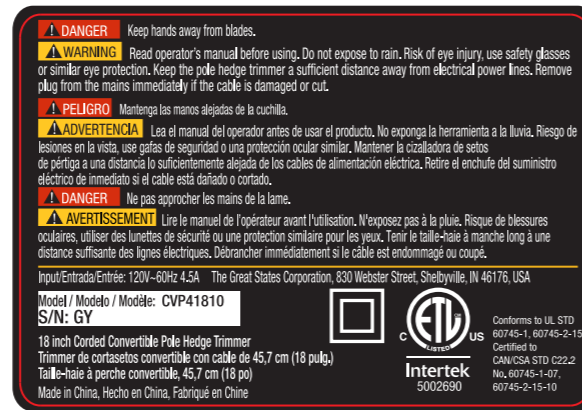 DANGER Keep hands away from blades.
WARNING Read operator's manual before using. Do not expose to rain. Risk of eye injury, use safety glasses
or similar eye protection. Keep the pole hedge trimmer a sufficient distance away from electrical power lines. Remove
plug from the mains immediately if the cable is damaged or cut.
PELIGRO Mantenga las manos alejadas de la cuchilla.
ADVERTENCIA Lea el manual del operador antes de usar el producto. No exponga la herramienta a la lluvia. Riesgo de
lesiones en la vista, use gafas de seguridad o una protección ocular similar. Mantener la cizalladora de setos
de pértiga a una distancia lo suficientemente alejada de los cables de alimentación eléctrica. Retire el enchufe del suministro
eléctrico de inmediato si el cable está dañado o cortado.
DANGER Ne pas approcher les mains de la lame.
AVERTISSEMENT Lire le manuel de l'opérateur avant l'utilisation. N'exposez pas à la pluie. Risque de blessures
oculaires, utiliser des lunettes de sécurité ou une protection similaire pour les yeux. Tenir le taille-haie à manche long à une
distance suffisante des lignes électriques. Débrancher immédiatement si le câble est endommagé ou coupé.
Input/Entrada/Entrée: 120V~60Hz 4.5A The Great States Corporation, 830 Webster Street, Shelbyville, IN 46176, USA
Model / Modelo / Modèle: CVP41810
S/N: GY
18 inch Corded Convertible Pole Hedge Trimmer
Trimmer de cortasetos convertible con cable de 45,7 cm (18 pulg,)
Taille-haie à perche convertible, 45,7 cm (18 po)
Made in China, Hecho en China, Fabriqué en Chine
ETL
CM
C US
LISTED
Intertek
5002690
Conforms to UL STD
60745-1, 60745-2-15
Certified to
CAN/CSA STD C22.2
No. 60745-1-07,
60745-2-15-10